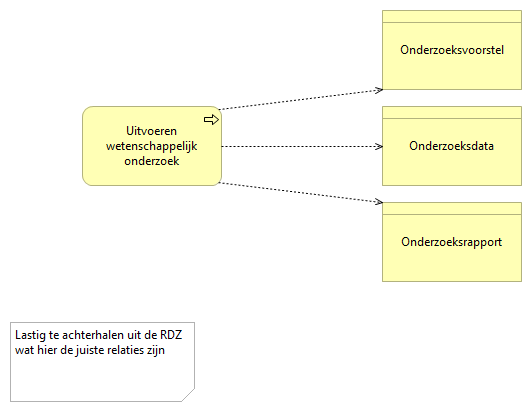 Onderzoeksvoorstel
Uitvoeren
wetenschappelijk
onderzoek
Onderzoeksdata
Onderzoeksrapport
Lastig te achterhalen uit de RDZ
wat hier de juiste relaties zijn